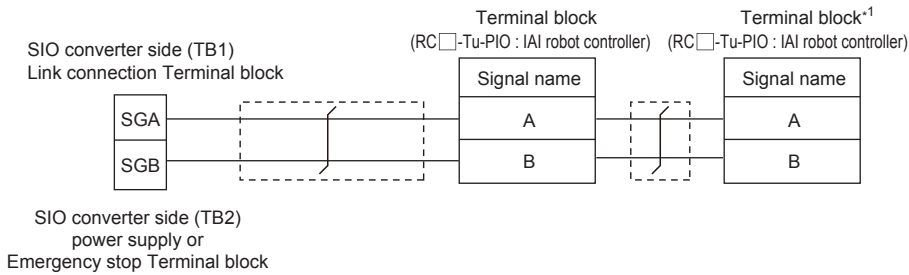 SIO converter side (TB1)
Link connection Terminal block
SGA
SGB
SIO converter side (TB2)
power supply or
Emergency stop Terminal block
Terminal block
(RC□-Tu-PIO : IAI robot controller)
Signal name
A
B
Terminal block*1
(RC□-Tu-PIO : IAI robot controller)
Signal name
A
B